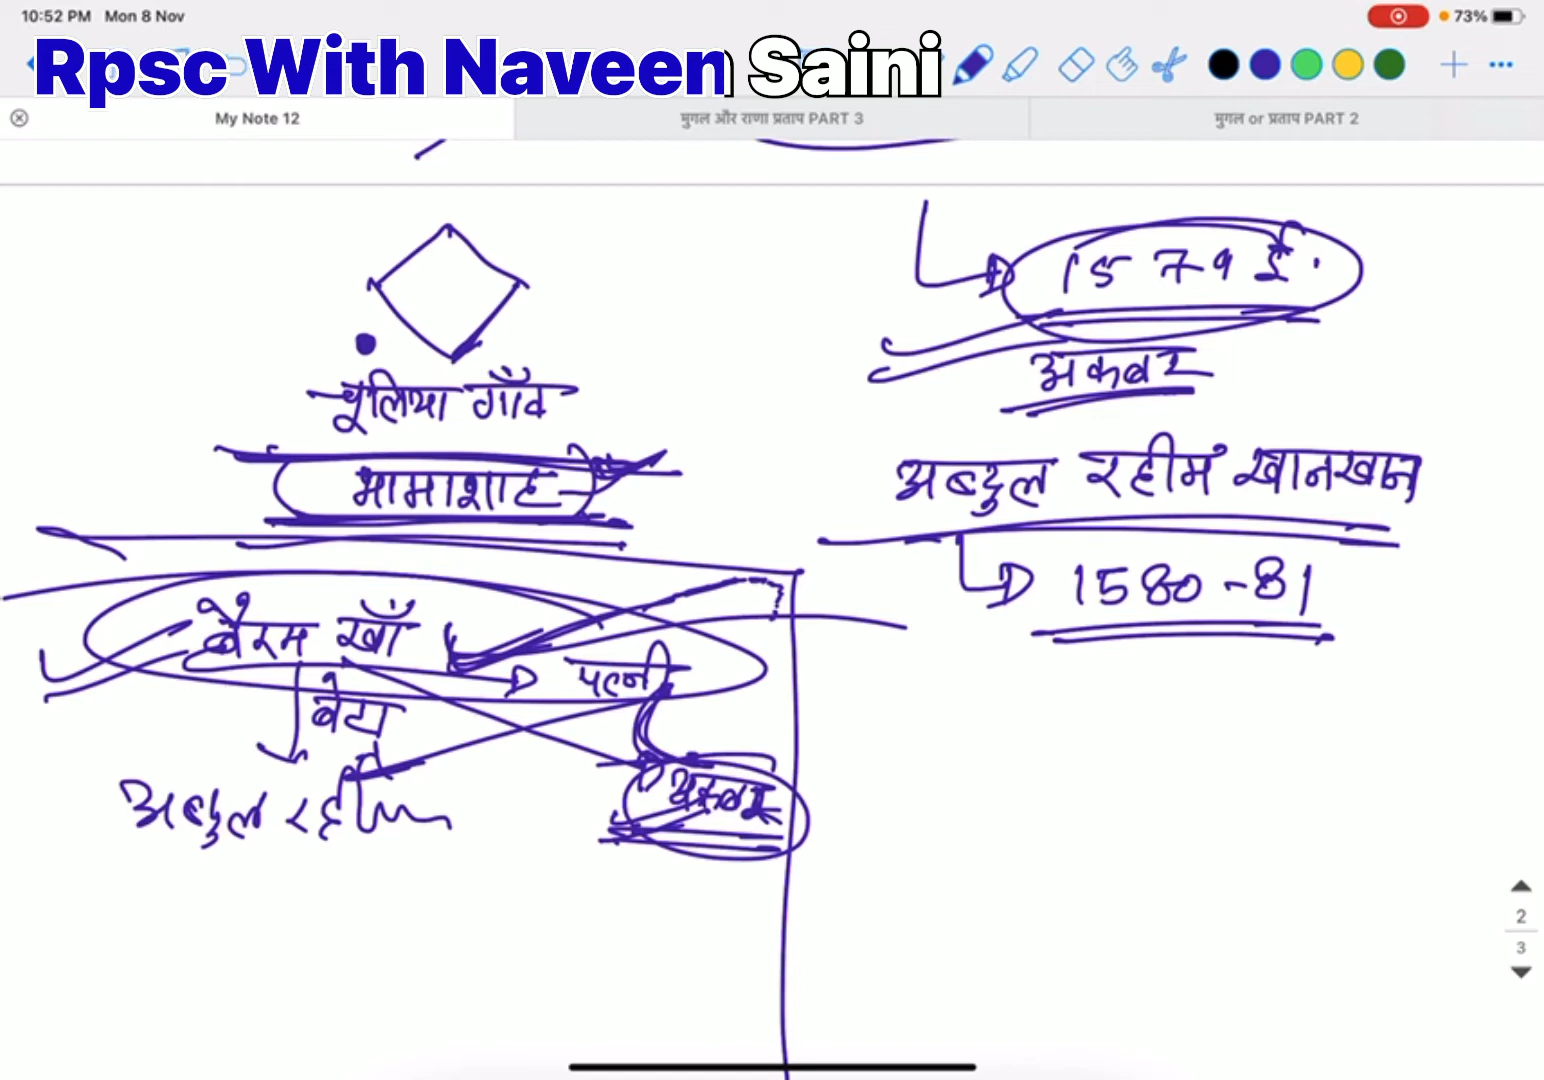 10:52 PM Mon 8 Nov
73%
Rpsc With Naveen Saini
My Note 12
मुगल और राणा प्रताप PART 3
मुगल or प्रताप PART 2
चूलिया गाँव
भामाशाह
बैरम खाँ
पत्नी
बेटा
अब्दुल रहीम
अकबर
1579 ई.
अकबर
अब्दुल रहीम खानखान
1580-81
2
3